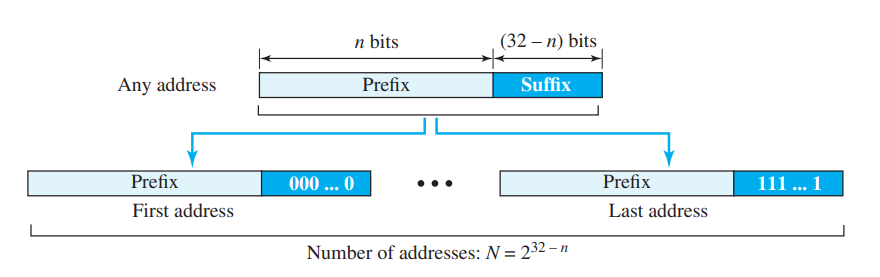 n bits (32 – n) bits
Any address Prefix Suffix
Prefix 000 ... 0 ••• Prefix 111 ... 1
First address Last address
Number of addresses: N = 2^{32 – n}